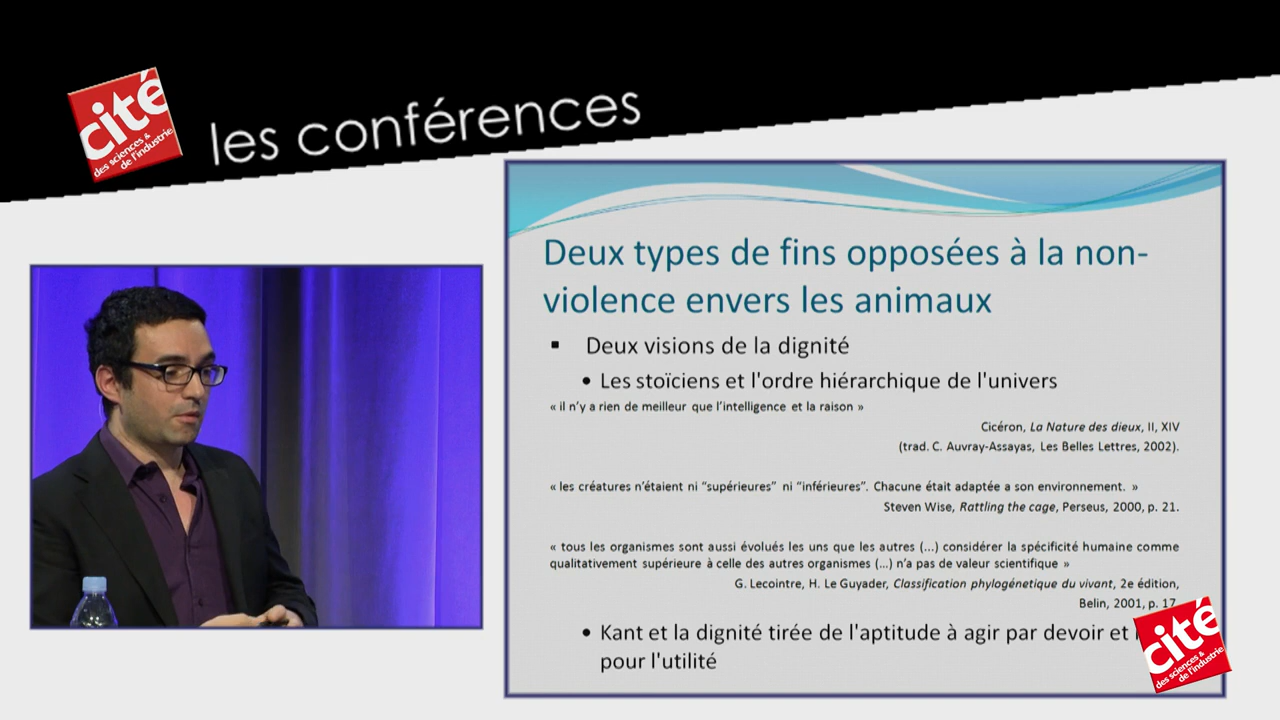 cité
des sciences &
de l'industrie
les conférences
Deux types de fins opposées à la non-
violence envers les animaux
▪ Deux visions de la dignité
• Les stoïciens et l'ordre hiérarchique de l'univers
« il n'y a rien de meilleur que l'intelligence et la raison »
Cicéron, La Nature des dieux, II, XIV
(trad. C. Auvray-Assayas, Les Belles Lettres, 2002).
« les créatures n'étaient ni "supérieures" ni "inférieures". Chacune était adaptée a son environnement. »
Steven Wise, Rattling the cage, Perseus, 2000, p. 21.
« tous les organismes sont aussi évolués les uns que les autres (...) considérer la spécificité humaine comme
qualitativement supérieure à celle des autres organismes (...) n'a pas de valeur scientifique »
G. Lecointre, H. Le Guyader, Classification phylogénetique du vivant, 2e édition,
Belin, 2001, p. 17.
• Kant et la dignité tirée de l'aptitude à agir par devoir et
pour l'utilité
cité
des sciences &
de l'industrie